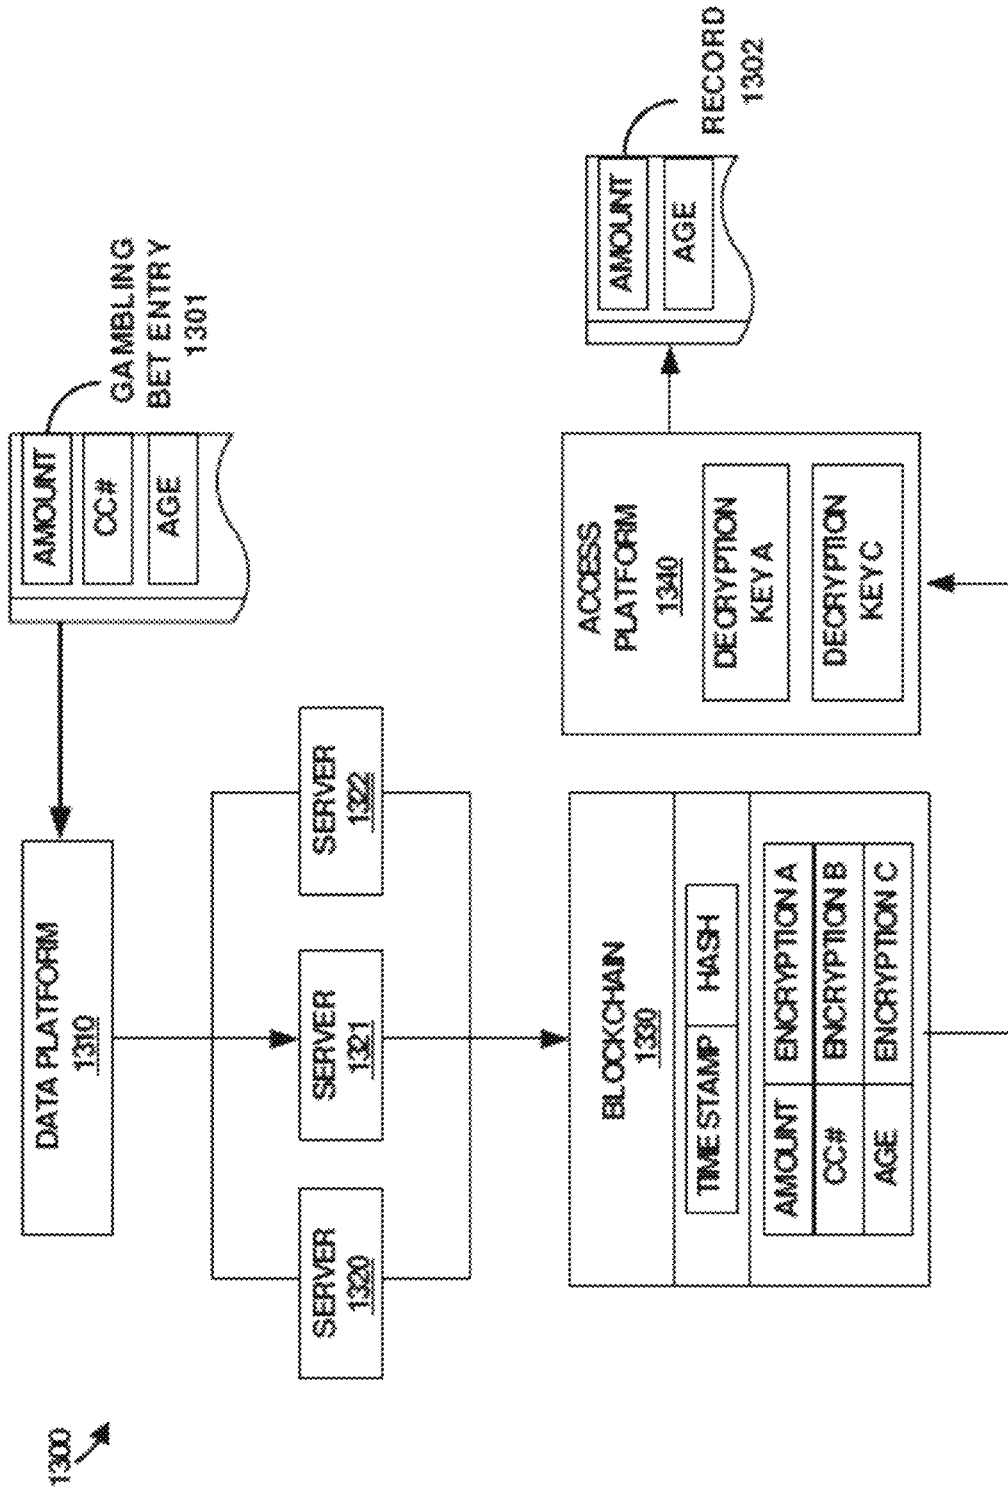 1300
DATA PLATFORM
1310
AMOUNT
CC#
AGE
GAMBLING
BET ENTRY
1301
SERVER
1320
SERVER
1321
SERVER
1322
BLOCKCHAIN
1330
TIME STAMP HASH
AMOUNT ENCRYPTION A
CC# ENCRYPTION B
AGE ENCRYPTION C
ACCESS
PLATFORM
1340
DECRYPTION
KEY A
DECRYPTION
KEY C
AMOUNT
AGE
RECORD
1302